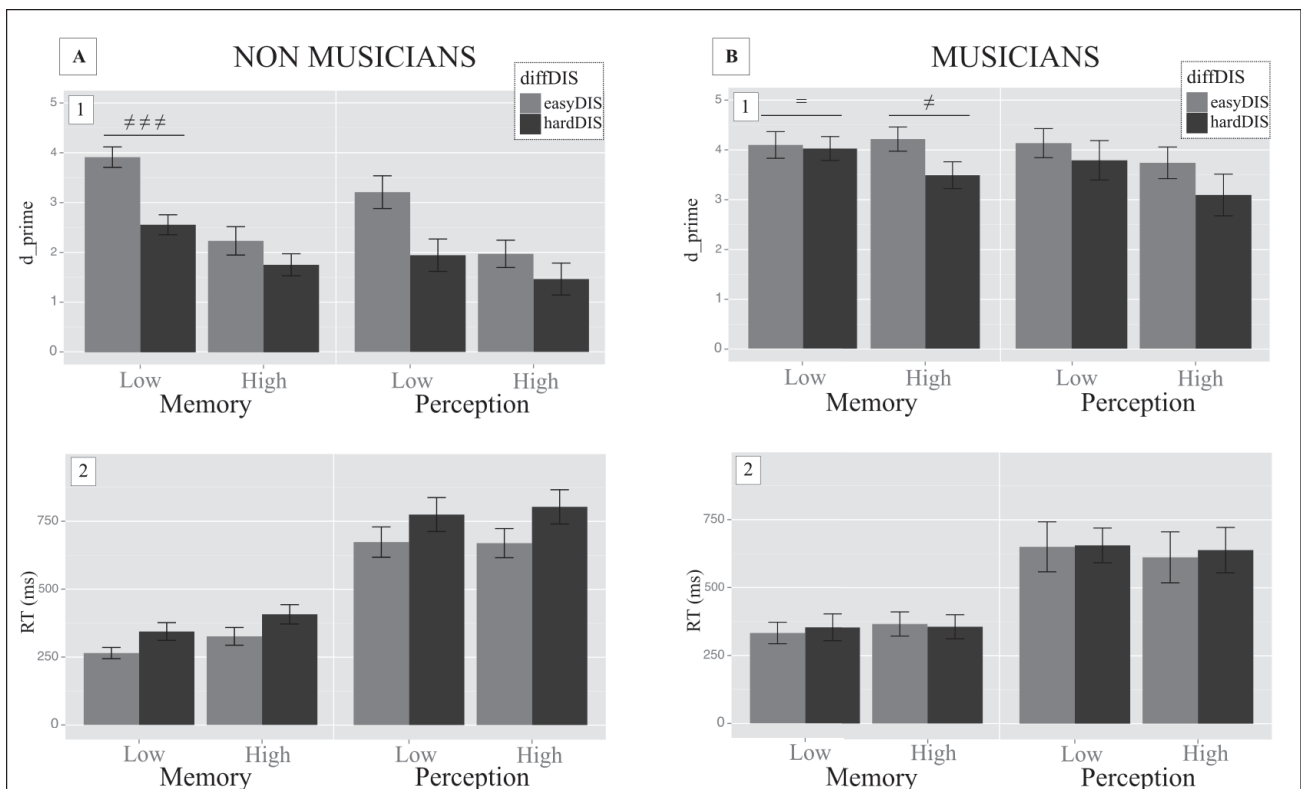 A
NON MUSICIANS
diffDIS
easyDIS
hardDIS
1
≠ ≠ ≠
5
4
3
2
1
0
d_prime
Low
High
Low
High
Memory
Perception
2
750
500
250
0
RT (ms)
Low
High
Low
High
Memory
Perception
B
MUSICIANS
diffDIS
easyDIS
hardDIS
1
=
≠
5
4
3
2
1
0
d_prime
Low
High
Low
High
Memory
Perception
2
750
500
250
0
RT (ms)
Low
High
Low
High
Memory
Perception